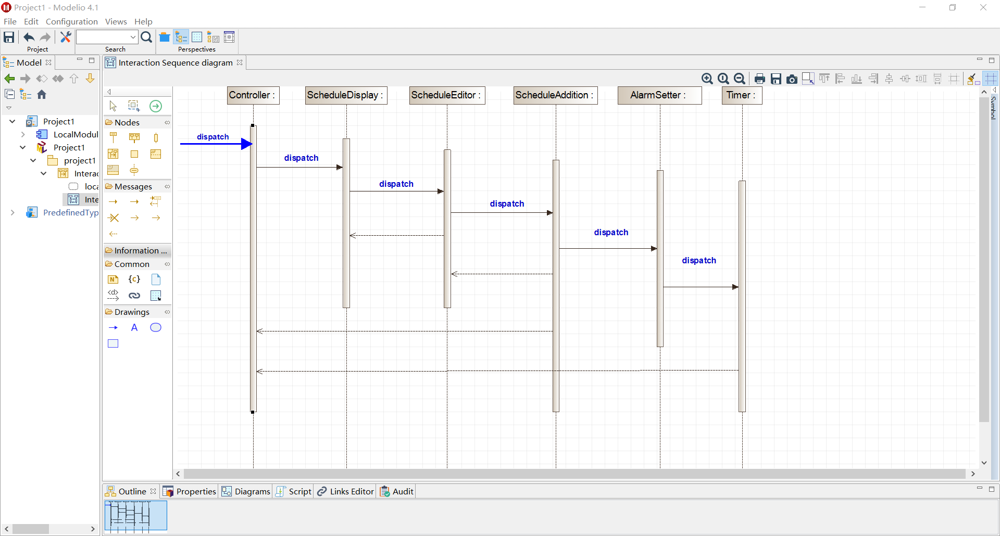 Project1 - Modelio 4.1
File Edit Configuration Views Help
Project Search Perspectives
Model
Interaction Sequence diagram
Symbol
Controller : ScheduleDisplay : ScheduleEditor : ScheduleAddition : AlarmSetter : Timer :
Nodes
Project1
LocalModul
Project1
project1
Interac
loca
Inte
PredefinedTyp
Messages
Information ...
Common
N {c}
<d>
Drawings
A
dispatch
dispatch
dispatch
dispatch
dispatch
dispatch
Outline Properties Diagrams Script Links Editor Audit